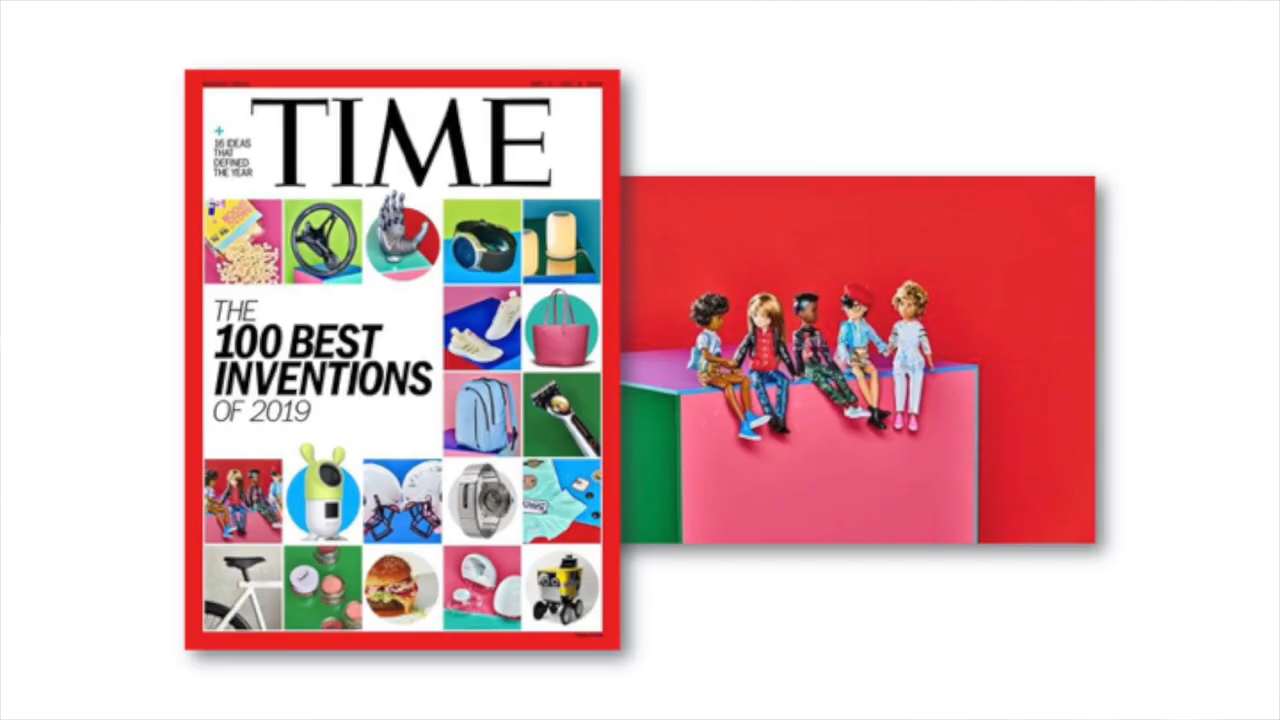 TIME
+
16 IDEAS
THAT
DEFINED
THE YEAR
THE
100 BEST
INVENTIONS
OF 2019